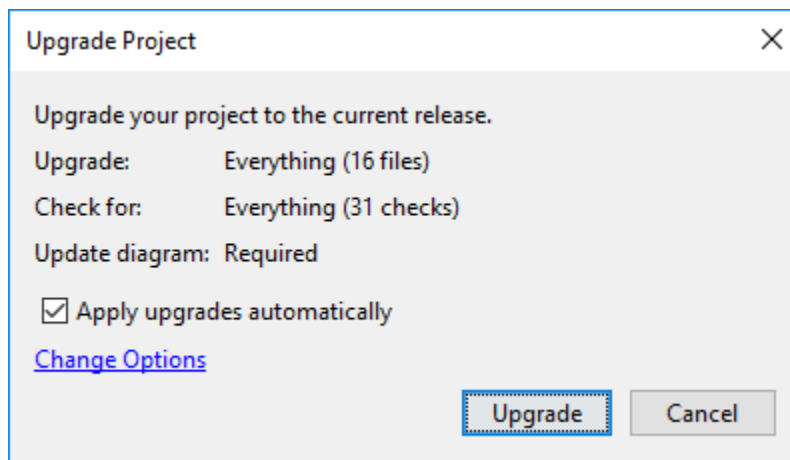 Upgrade Project
Upgrade your project to the current release.
Upgrade: Everything (16 files)
Check for: Everything (31 checks)
Update diagram: Required
Apply upgrades automatically
Change Options
Upgrade Cancel